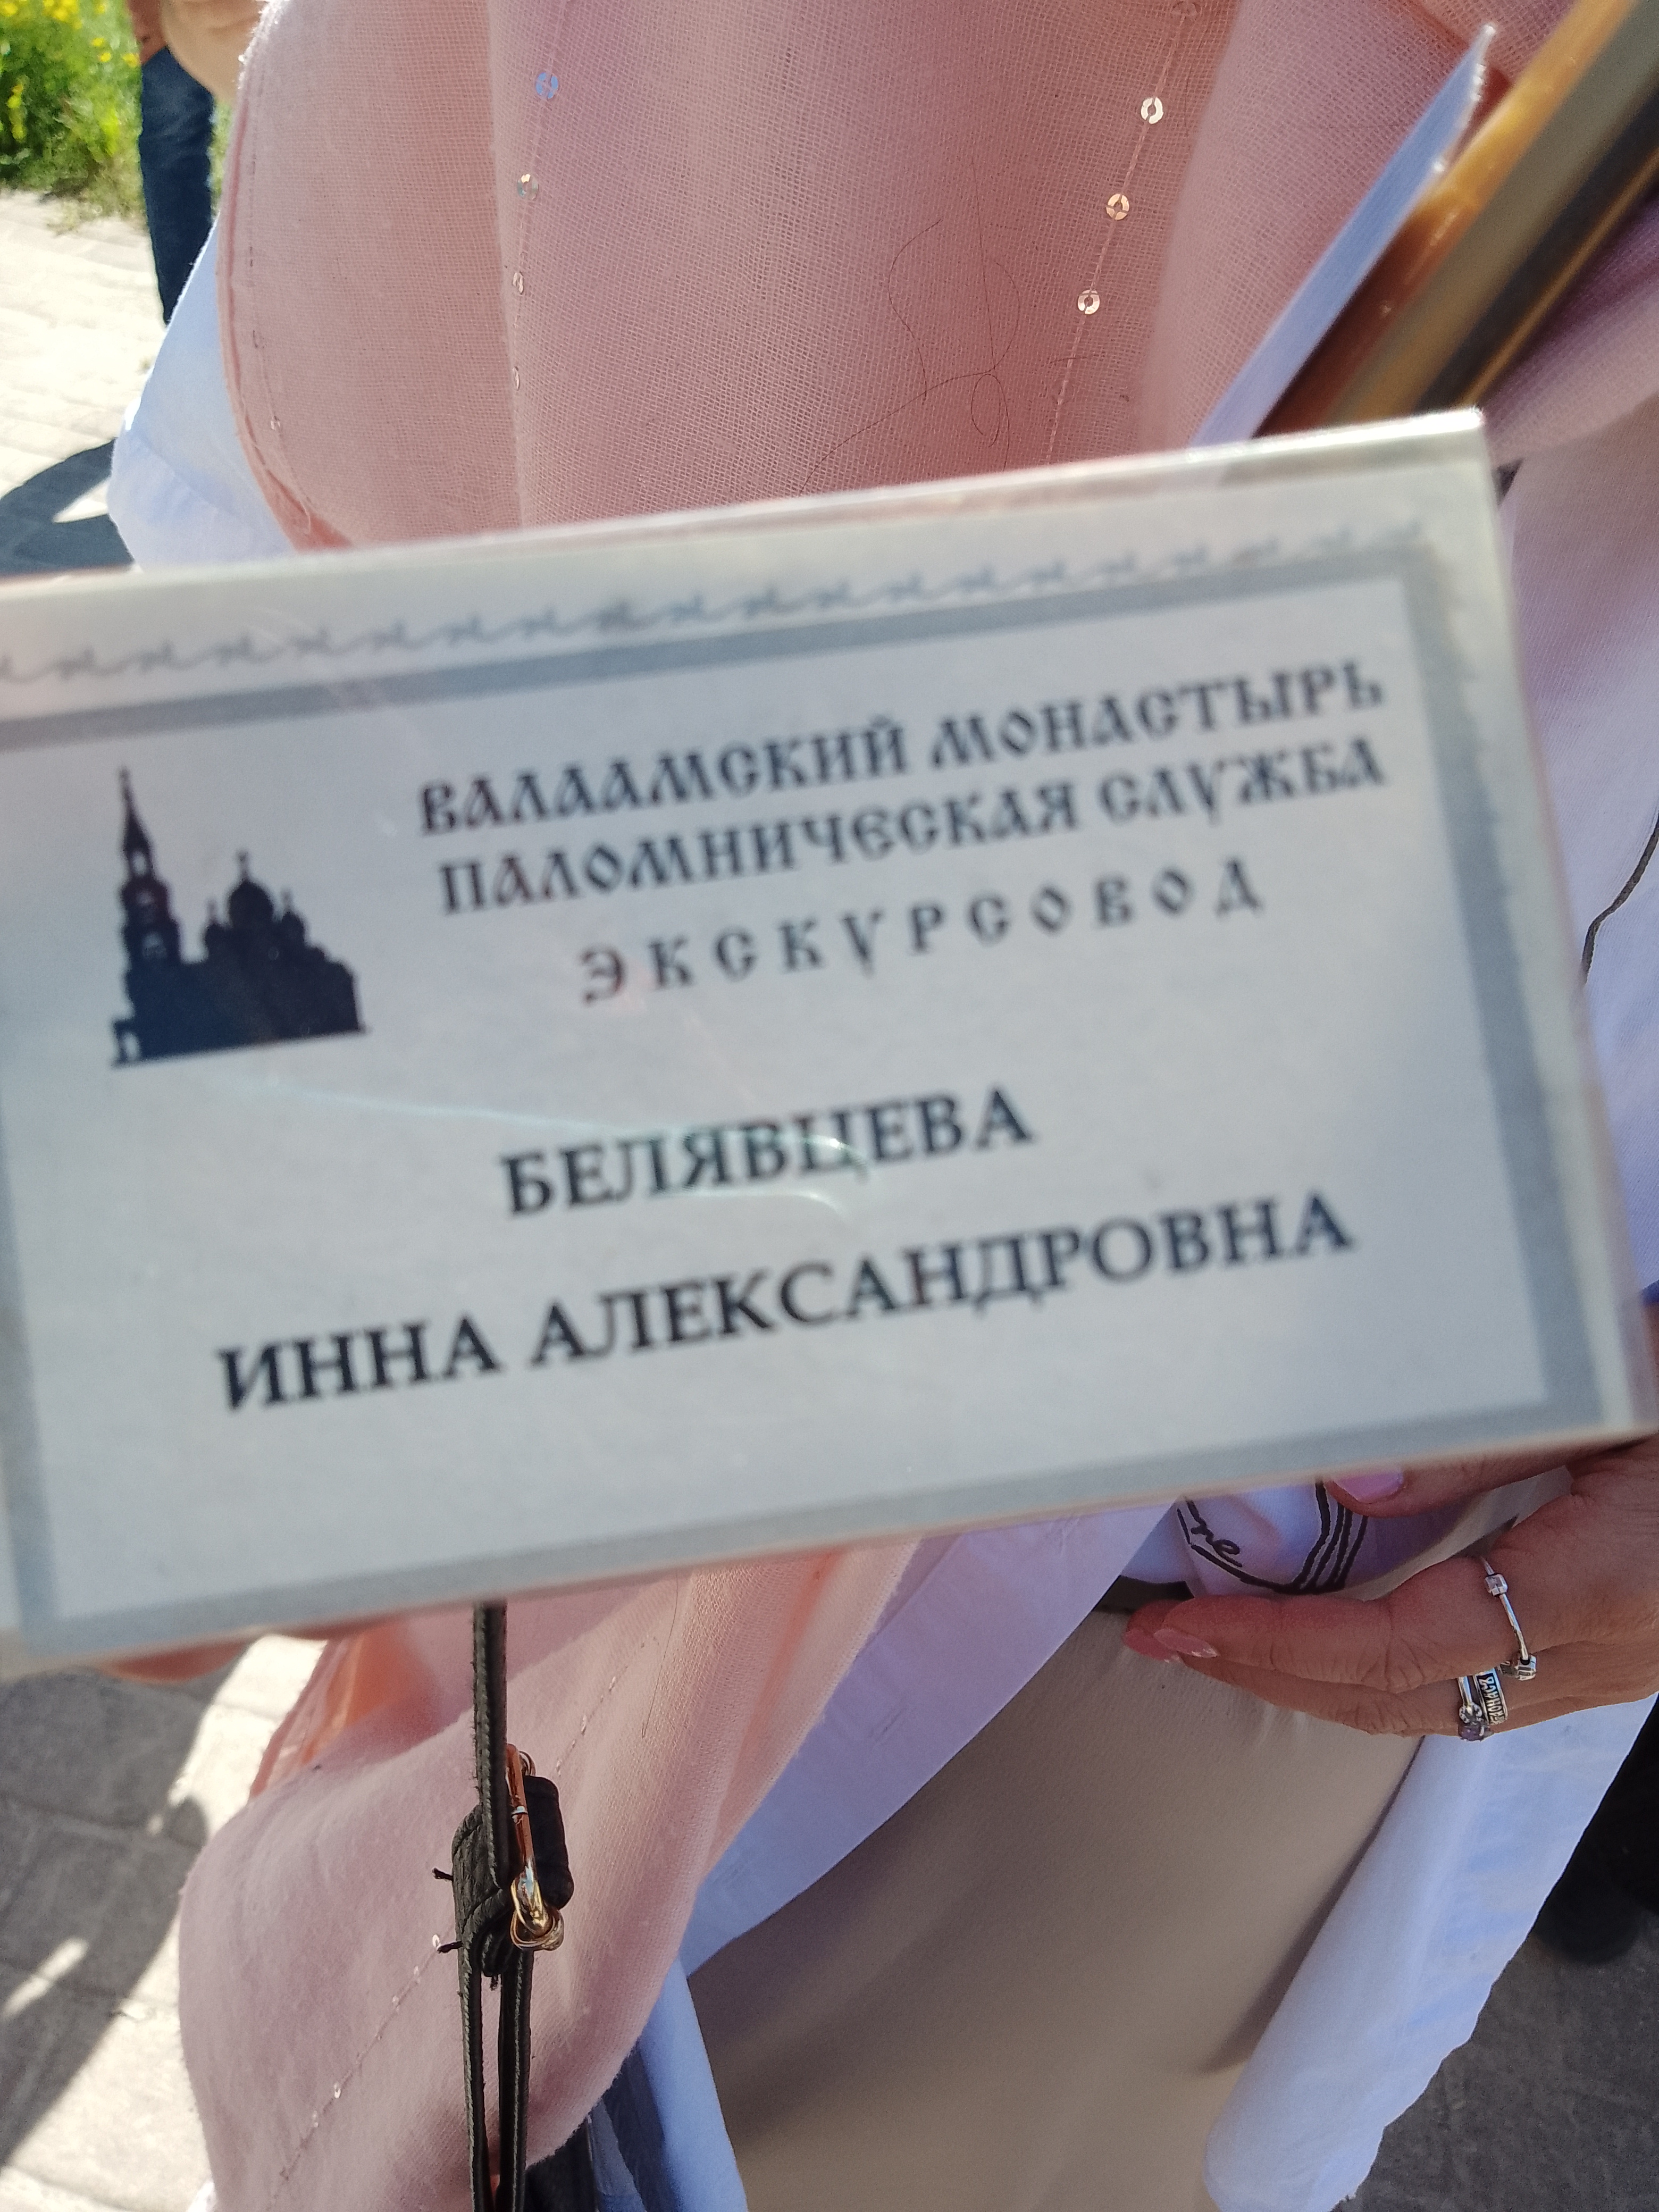 ВАЛААМСКИЙ МОНАСТЫРЬ
ПАЛОМНИЧЕСКАЯ СЛУЖБА
ЭКСКУРСОВОД
БЕЛЯВЦЕВА
ИННА АЛЕКСАНДРОВНА